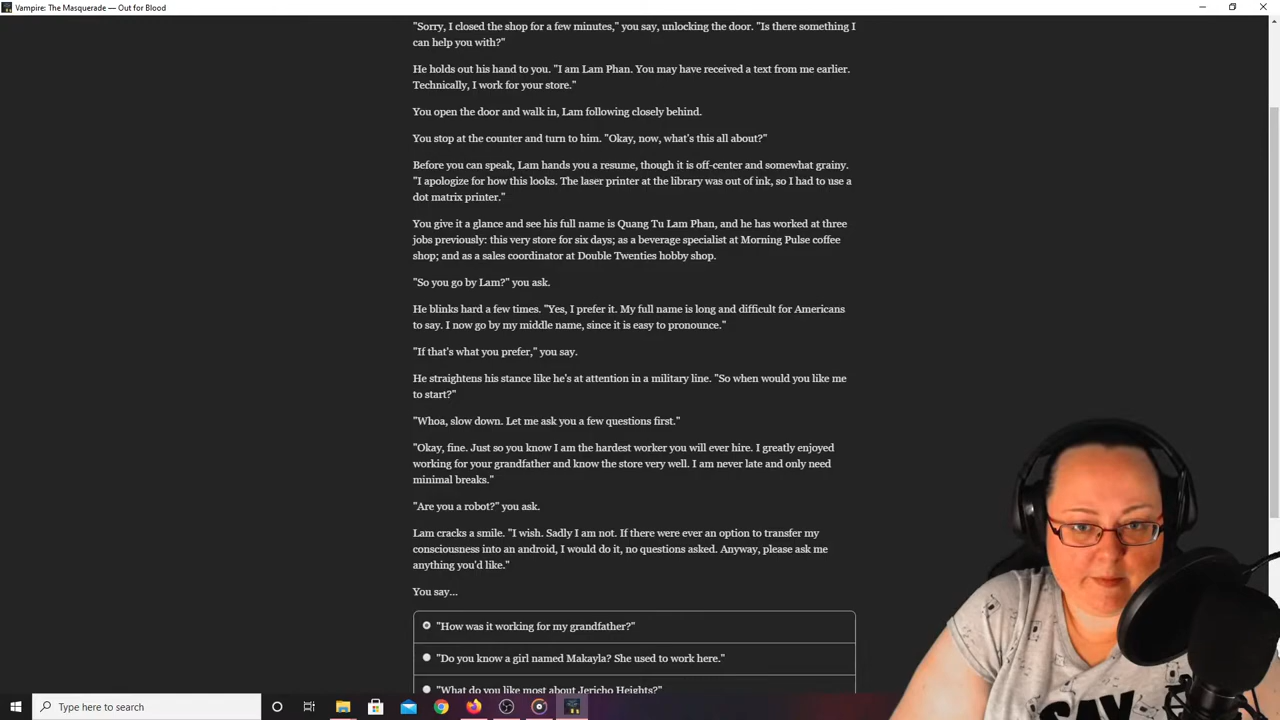 Vampire: The Masquerade — Out for Blood
"Sorry, I closed the shop for a few minutes," you say, unlocking the door. "Is there something I
can help you with?"
He holds out his hand to you. "I am Lam Phan. You may have received a text from me earlier.
Technically, I work for your store."
You open the door and walk in, Lam following closely behind.
You stop at the counter and turn to him. "Okay, now, what's this all about?"
Before you can speak, Lam hands you a resume, though it is off-center and somewhat grainy.
"I apologize for how this looks. The laser printer at the library was out of ink, so I had to use a
dot matrix printer."
You give it a glance and see his full name is Quang Tu Lam Phan, and he has worked at three
jobs previously: this very store for six days; as a beverage specialist at Morning Pulse coffee
shop; and as a sales coordinator at Double Twenties hobby shop.
"So you go by Lam?" you ask.
He blinks hard a few times. "Yes, I prefer it. My full name is long and difficult for Americans
to say. I now go by my middle name, since it is easy to pronounce."
"If that's what you prefer," you say.
He straightens his stance like he's at attention in a military line. "So when would you like me
to start?"
"Whoa, slow down. Let me ask you a few questions first."
"Okay, fine. Just so you know I am the hardest worker you will ever hire. I greatly enjoyed
working for your grandfather and know the store very well. I am never late and only need
minimal breaks."
"Are you a robot?" you ask.
Lam cracks a smile. "I wish. Sadly I am not. If there were ever an option to transfer my
consciousness into an android, I would do it, no questions asked. Anyway, please ask me
anything you'd like."
You say...
"How was it working for my grandfather?"
"Do you know a girl named Makayla? She used to work here."
"What do you like most about Jericho Heights?"
SAY
Type here to search